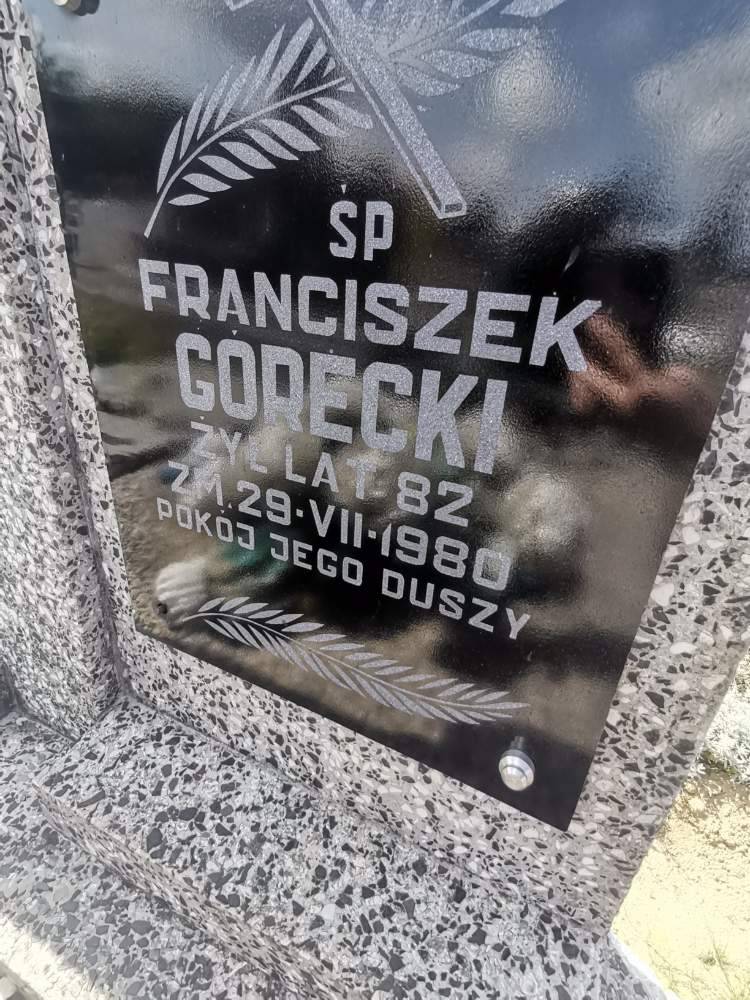 ŚP
FRANCISZEK
GÓRECKI
ŻYŁ LAT 82
ZM. 29·VII·1980
POKÓJ JEGO DUSZY